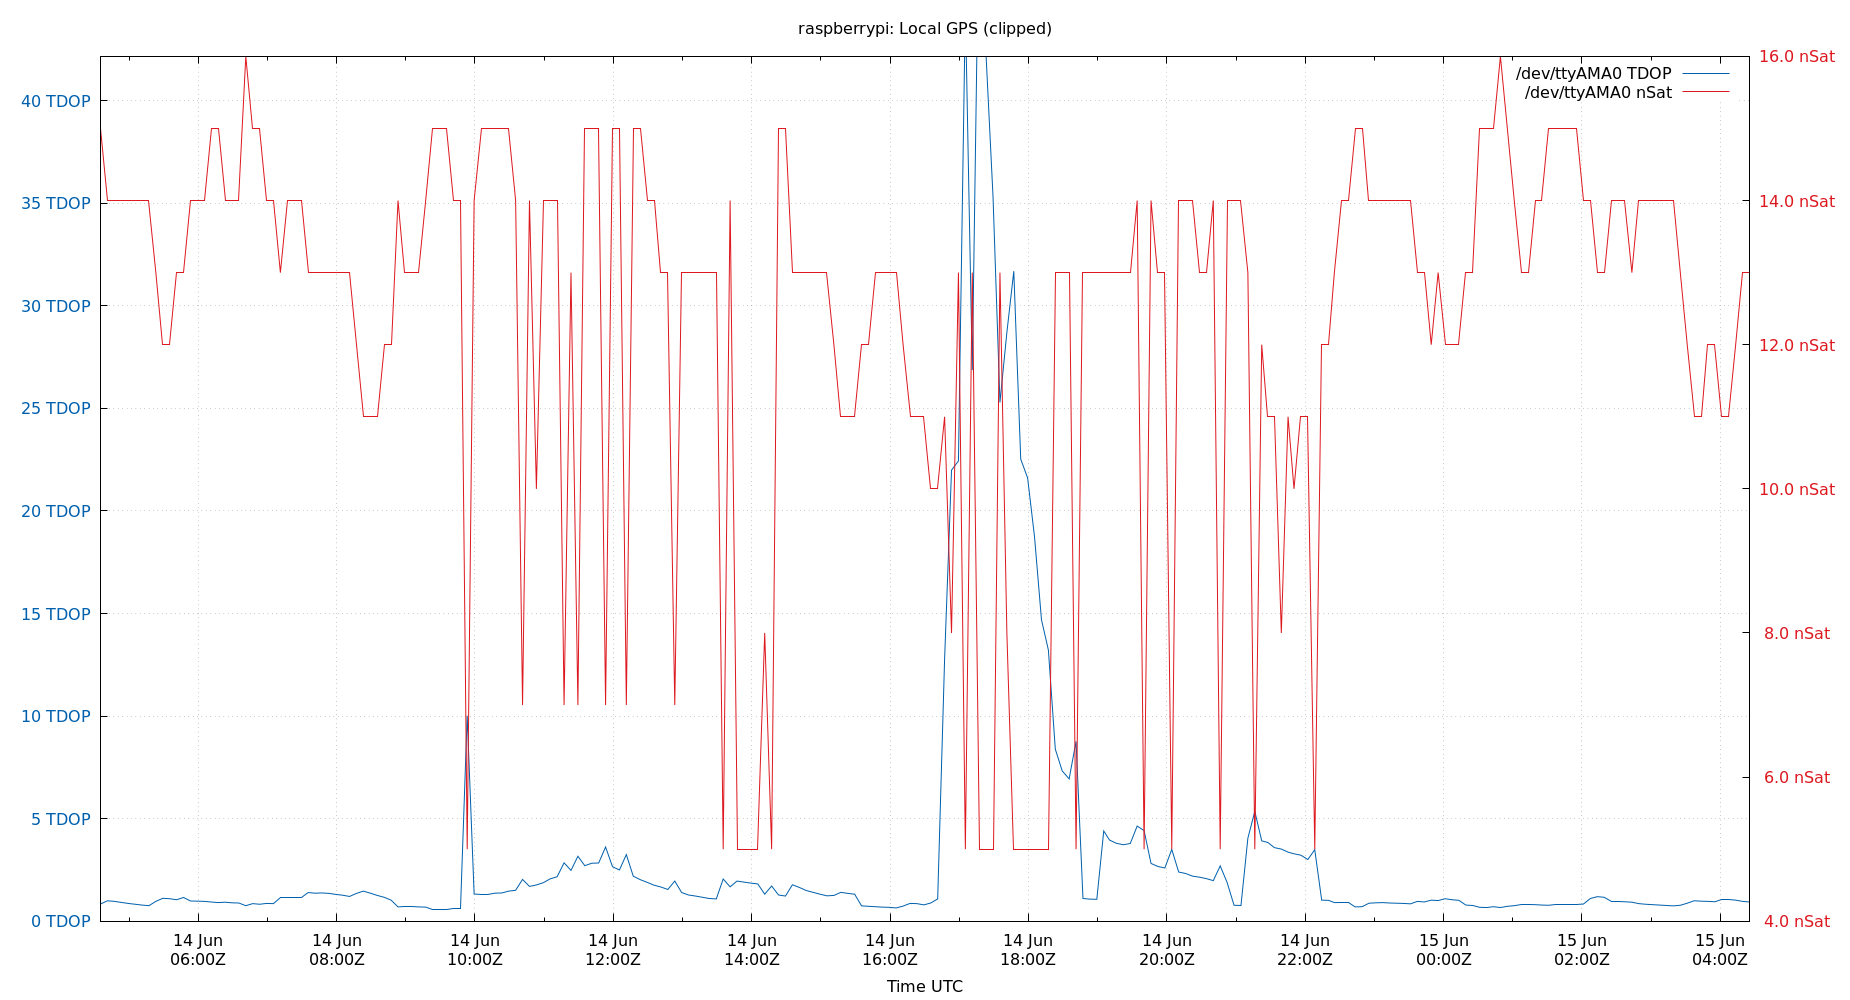 raspberrypi: Local GPS (clipped)
/dev/ttyAMA0 TDOP
/dev/ttyAMA0 nSat
40 TDOP
35 TDOP
30 TDOP
25 TDOP
20 TDOP
15 TDOP
10 TDOP
5 TDOP
0 TDOP
16.0 nSat
14.0 nSat
12.0 nSat
10.0 nSat
8.0 nSat
6.0 nSat
4.0 nSat
14 Jun
06:00Z
14 Jun
08:00Z
14 Jun
10:00Z
14 Jun
12:00Z
14 Jun
14:00Z
14 Jun
16:00Z
14 Jun
18:00Z
14 Jun
20:00Z
14 Jun
22:00Z
15 Jun
00:00Z
15 Jun
02:00Z
15 Jun
04:00Z
Time UTC